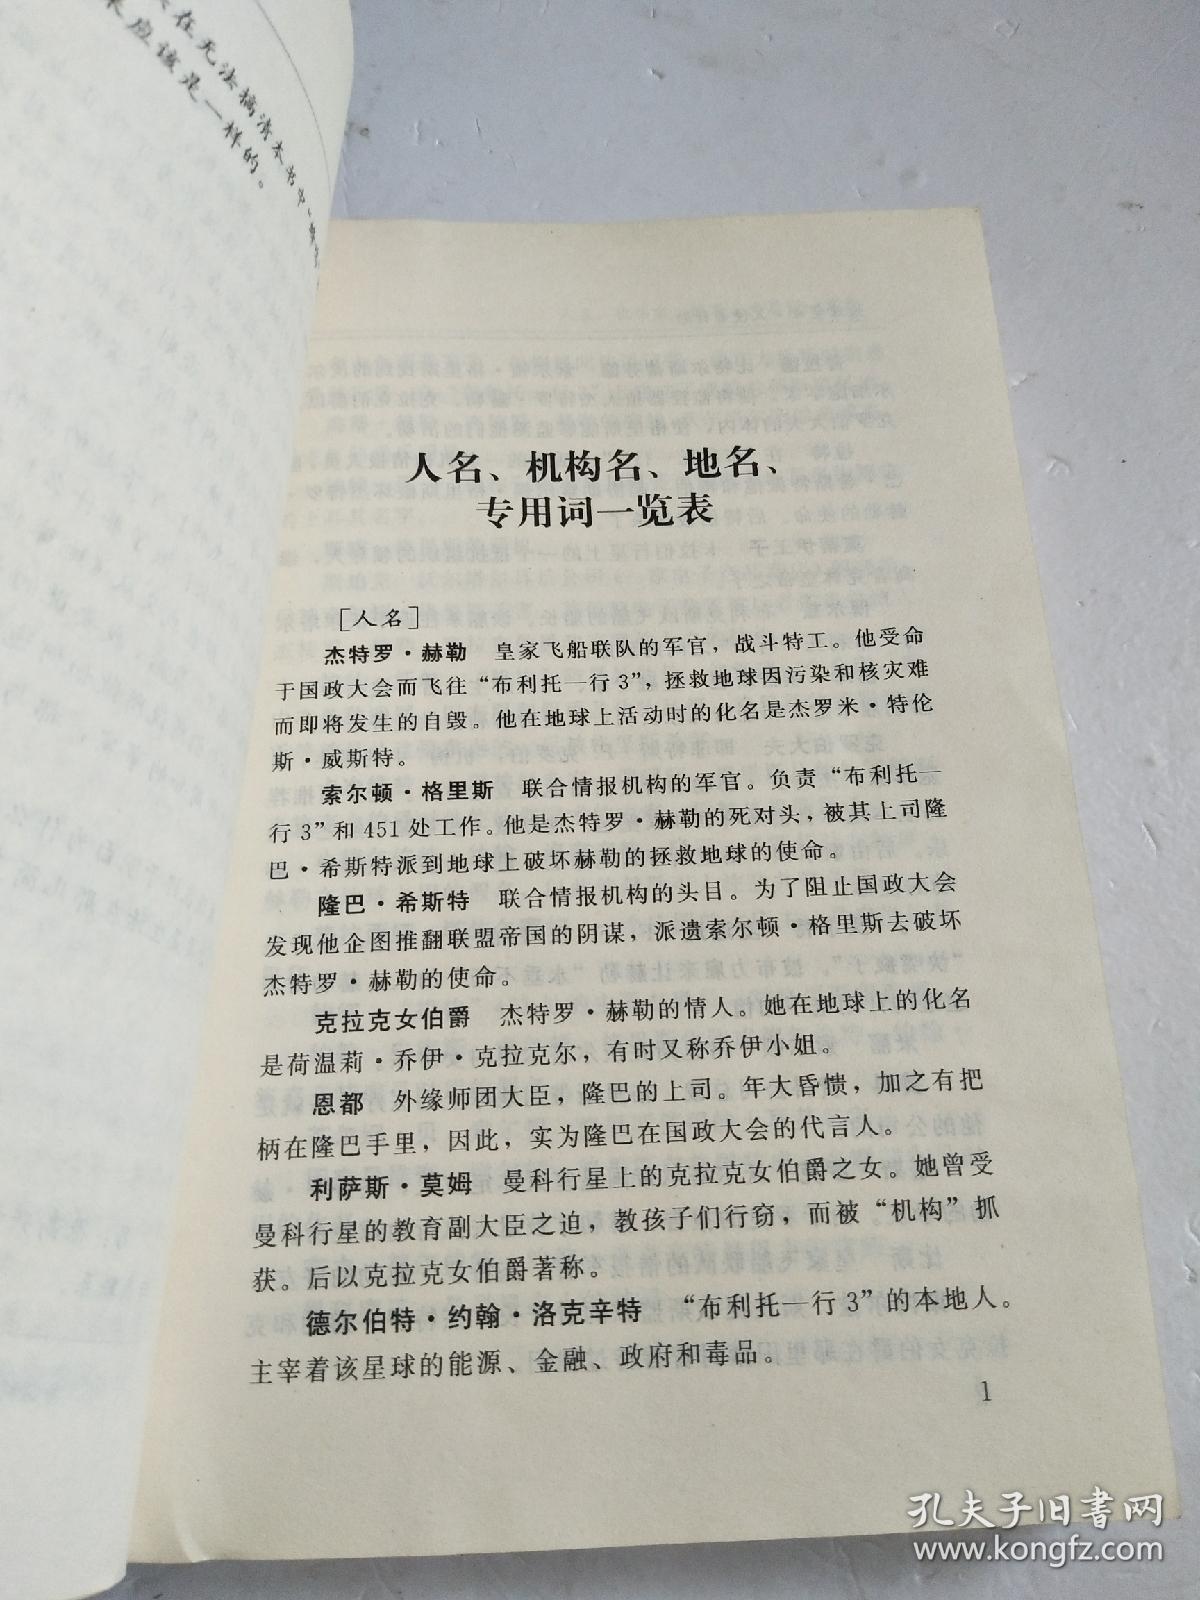 在无法摘
应该是一样的。
人名、机构名、地名、
专用词一览表
［人名］
杰特罗·赫勒　皇家飞船联队的军官，战斗特工。他受命
于国政大会而飞往“布利托—行3”，拯救地球因污染和核灾难
而即将发生的自毁。他在地球上活动时的化名是杰罗米·特伦
斯·威斯特。
索尔顿·格里斯　联合情报机构的军官。负责“布利托—
行3”和451处工作。他是杰特罗·赫勒的死对头，被其上司隆
巴·希斯特派到地球上破坏赫勒的拯救地球的使命。
隆巴·希斯特　联合情报机构的头目。为了阻止国政大会
发现他企图推翻联盟帝国的阴谋，派遣索尔顿·格里斯去破坏
杰特罗·赫勒的使命。
克拉克女伯爵　杰特罗·赫勒的情人。她在地球上的化名
是荷温莉·乔伊·克拉克尔，有时又称乔伊小姐。
恩都　外缘师团大臣，隆巴的上司。年大昏愦，加之有把
柄在隆巴手里，因此，实为隆巴在国政大会的代言人。
利萨斯·莫姆　曼科行星上的克拉克女伯爵之女。她曾受
曼科行星的教育副大臣之迫，教孩子们行窃，而被“机构”抓
获。后以克拉克女伯爵著称。
德尔伯特·约翰·洛克辛特　“布利托—行3”的本地人。
主宰着该星球的能源、金融、政府和毒品。
1
孔夫子旧书网
www.kongfz.com